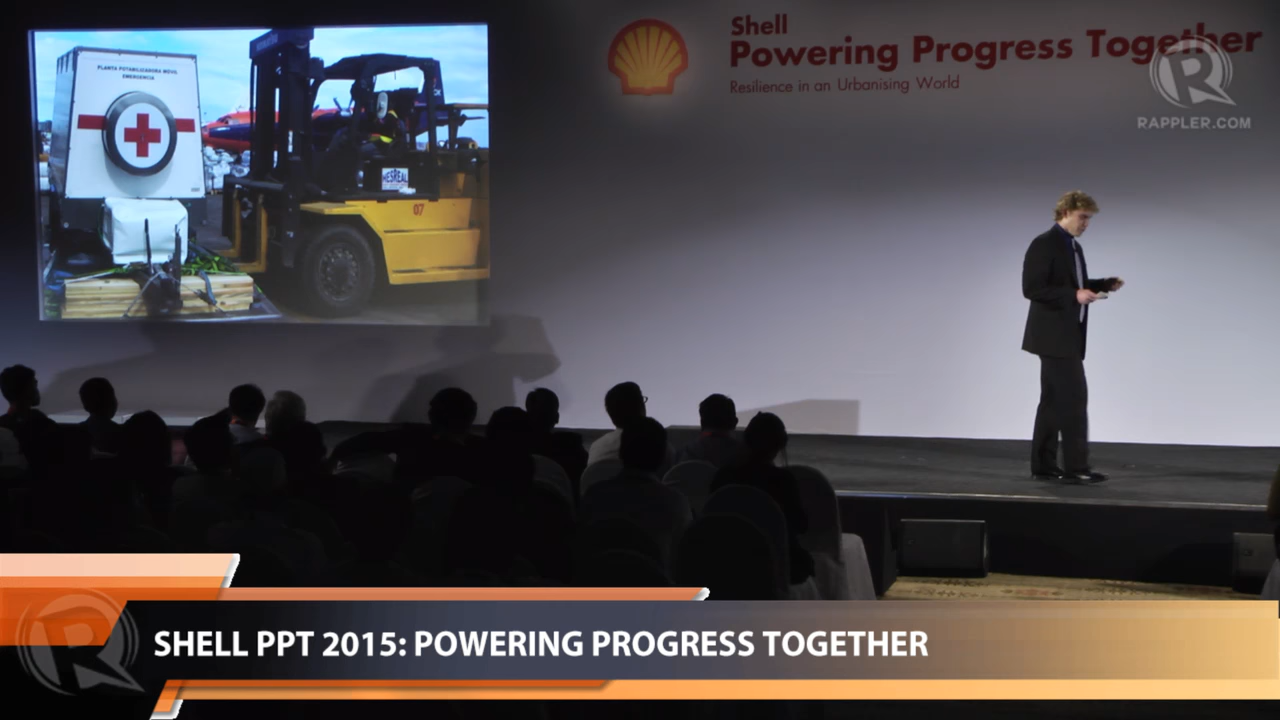 PLANTA POTABILIZADORA MOVIL
EMERGENCIA
HESREAL
07
Shell
Powering Progress Together
Resilience in an Urbanising World
R
RAPPLER.COM
R
SHELL PPT 2015: POWERING PROGRESS TOGETHER